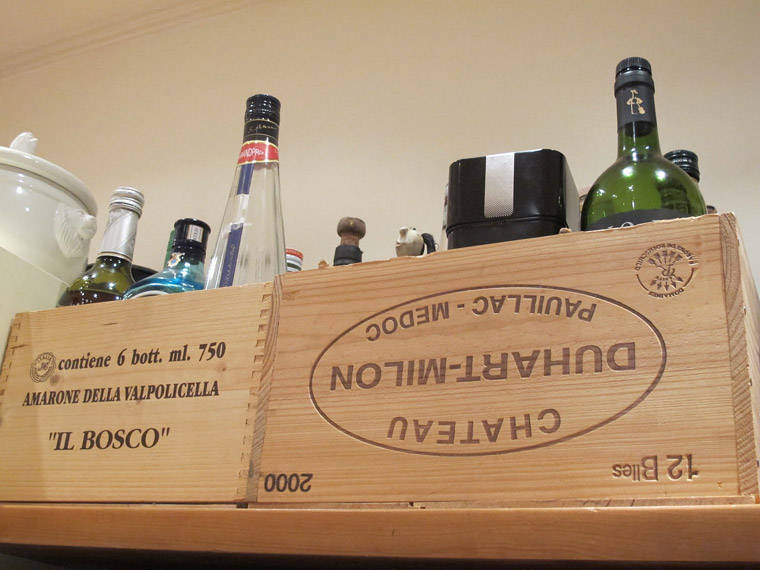 contiene 6 bott. ml. 750
AMARONE DELLA VALPOLICELLA
"IL BOSCO"
2000
12 Blles
CHATEAU
DUHART-MILON
PAUILLAC - MEDOC